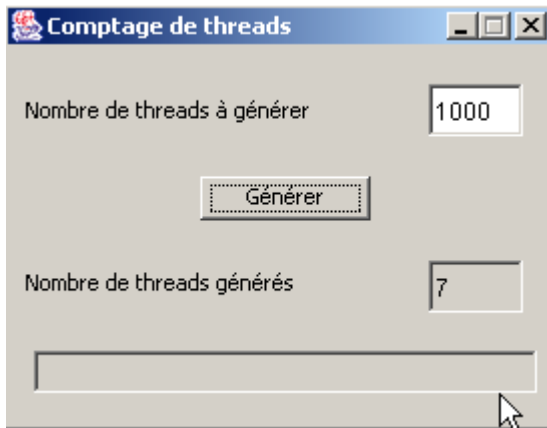 Comptage de threads
Nombre de threads à générer 1000
Générer
Nombre de threads générés 7